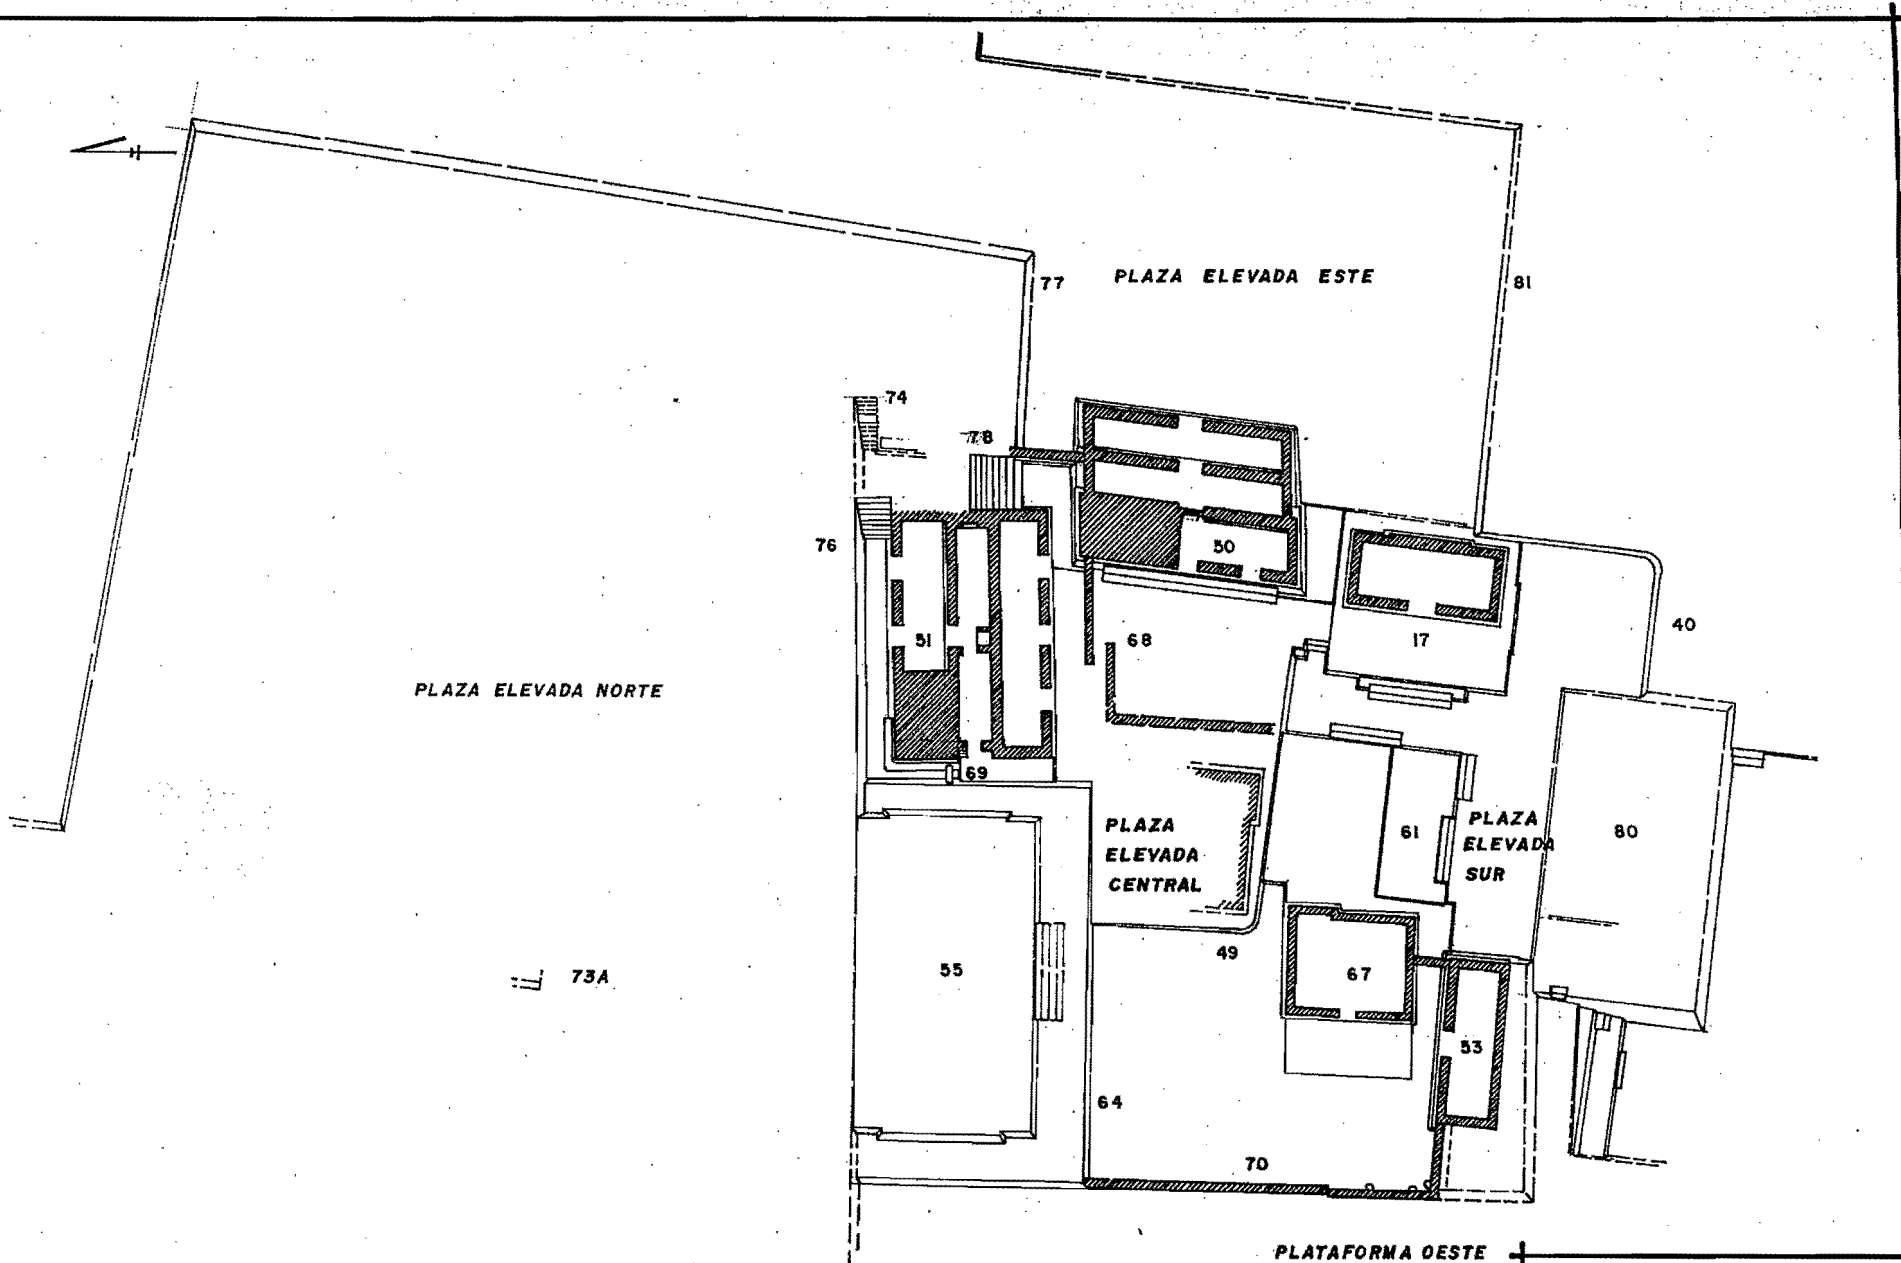 77
PLAZA ELEVADA ESTE
81
74
78
76
50
51
68
17
40
PLAZA ELEVADA NORTE
69
PLAZA
ELEVADA
CENTRAL
61
PLAZA
ELEVADA
SUR
80
49
73A
55
67
53
64
70
PLATAFORMA OESTE